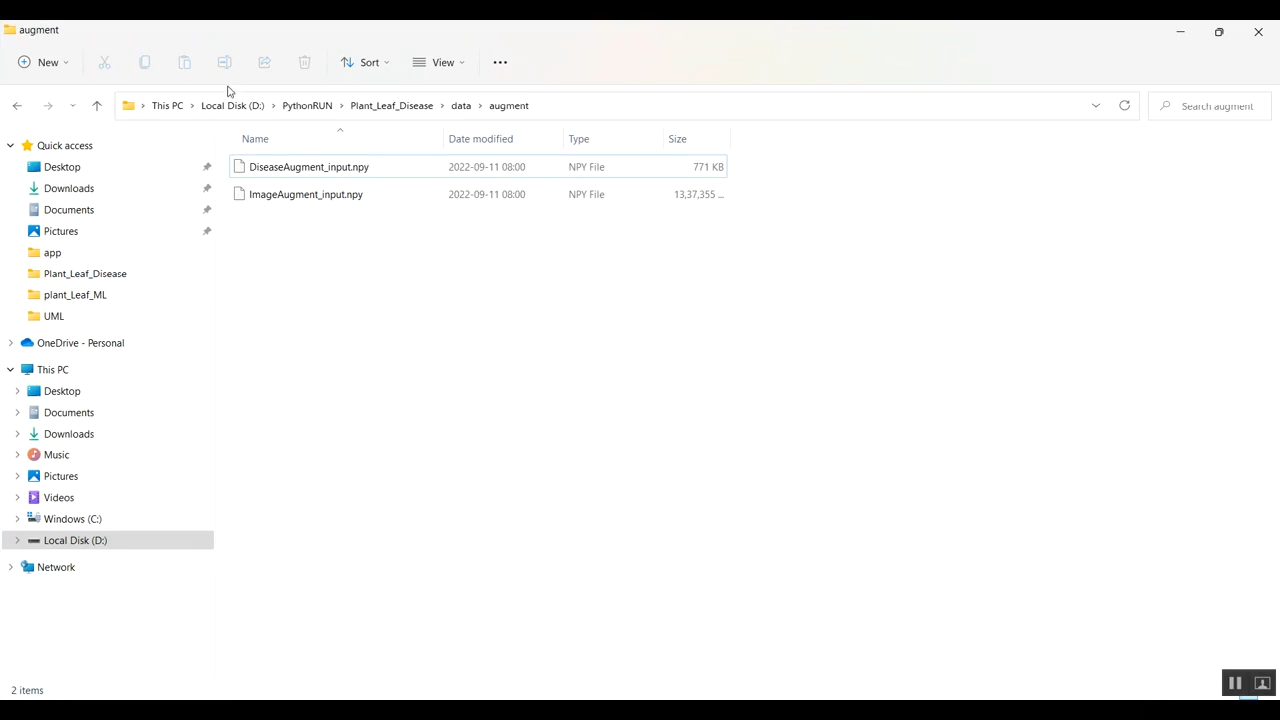 augment
New
Sort
View
This PC
Local Disk (D:)
PythonRUN
Plant_Leaf_Disease
data
augment
Search augment
Name
Date modified
Type
Size
DiseaseAugment_input.npy
2022-09-11 08:00
NPY File
771 KB
ImageAugment_input.npy
2022-09-11 08:00
NPY File
13,37,355 ...
Quick access
Desktop
Downloads
Documents
Pictures
app
Plant_Leaf_Disease
plant_Leaf_ML
UML
OneDrive - Personal
This PC
Desktop
Documents
Downloads
Music
Pictures
Videos
Windows (C:)
Local Disk (D:)
Network
2 items